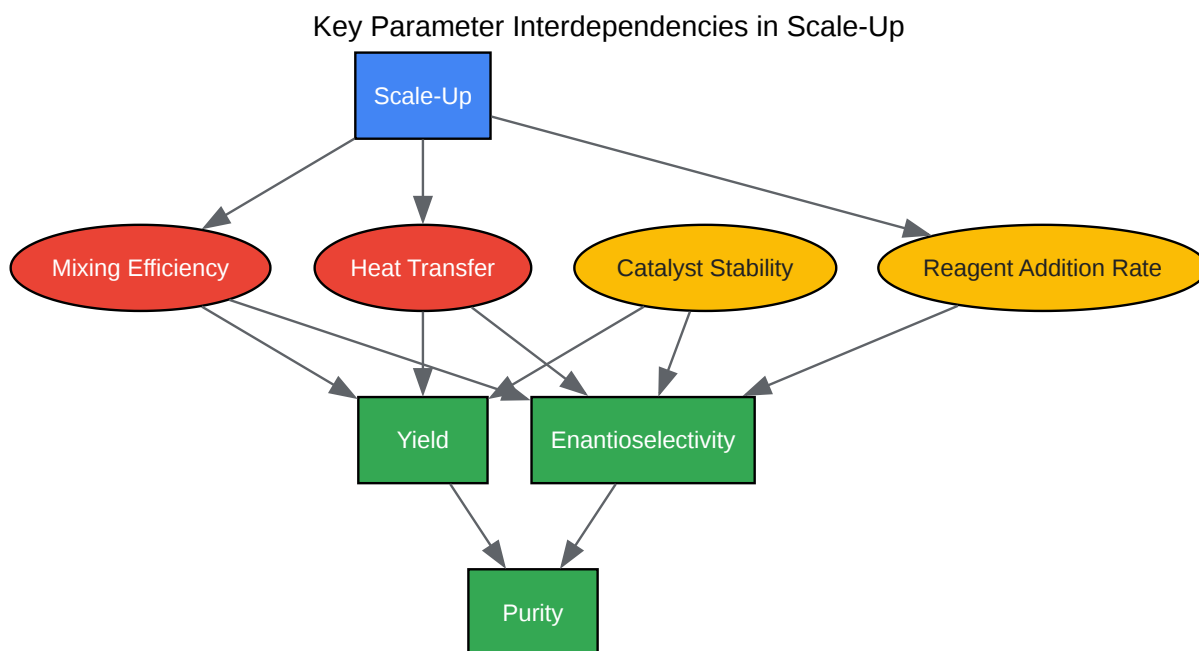 Key Parameter Interdependencies in Scale-Up
Scale-Up
Mixing Efficiency
Heat Transfer
Catalyst Stability
Reagent Addition Rate
Yield
Enantioselectivity
Purity